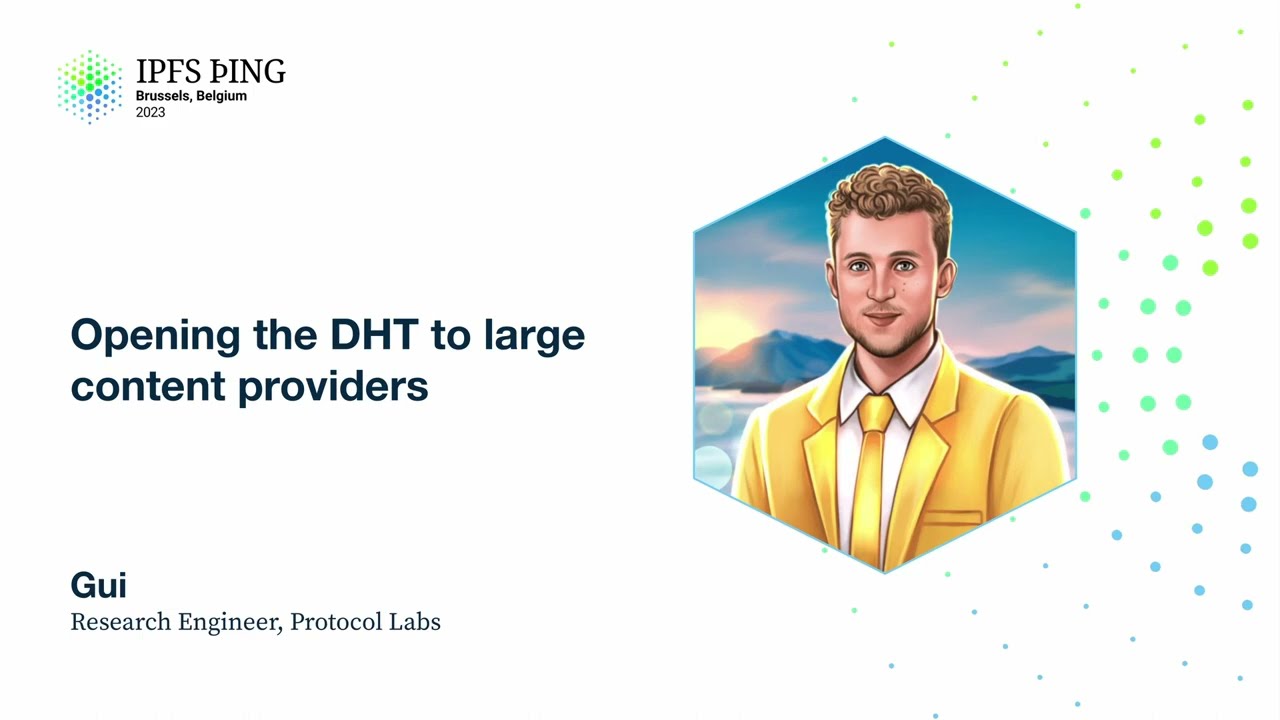 IPFS ÞING
Brussels, Belgium
2023
Opening the DHT to large
content providers
Gui
Research Engineer, Protocol Labs